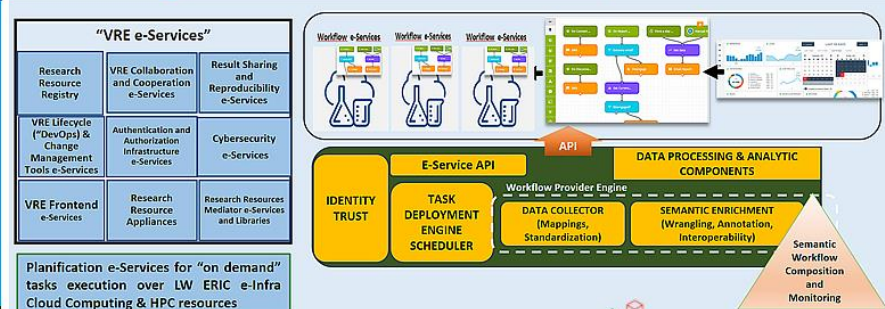 "VRE e-Services"
Research
Resource
Registry
VRE Collaboration
and Cooperation
e-Services
Result Sharing
and
Reproducibility
e-Services
VRE Lifecycle
("DevOps") &
Change
Management
Tools e-Services
Authentication and
Authorization
Infrastructure
e-Services
Cybersecurity
e-Services
VRE Frontend
e-Services
Research
Resource
Appliances
Research Resources
Mediator e-Services
and Libraries
Planification e-Services for "on demand"
tasks execution over LW ERIC e-Infra
Cloud Computing & HPC resources
Workflow e-Services
Workflow e-Services
Workflow e-Services
API
IDENTITY
TRUST
E-Service API
TASK
DEPLOYMENT
ENGINE
SCHEDULER
DATA PROCESSING & ANALYTIC
COMPONENTS
Workflow Provider Engine
DATA COLLECTOR
(Mappings,
Standardization)
SEMANTIC ENRICHMENT
(Wrangling, Annotation,
Interoperability)
Semantic
Workflow
Composition
and
Monitoring